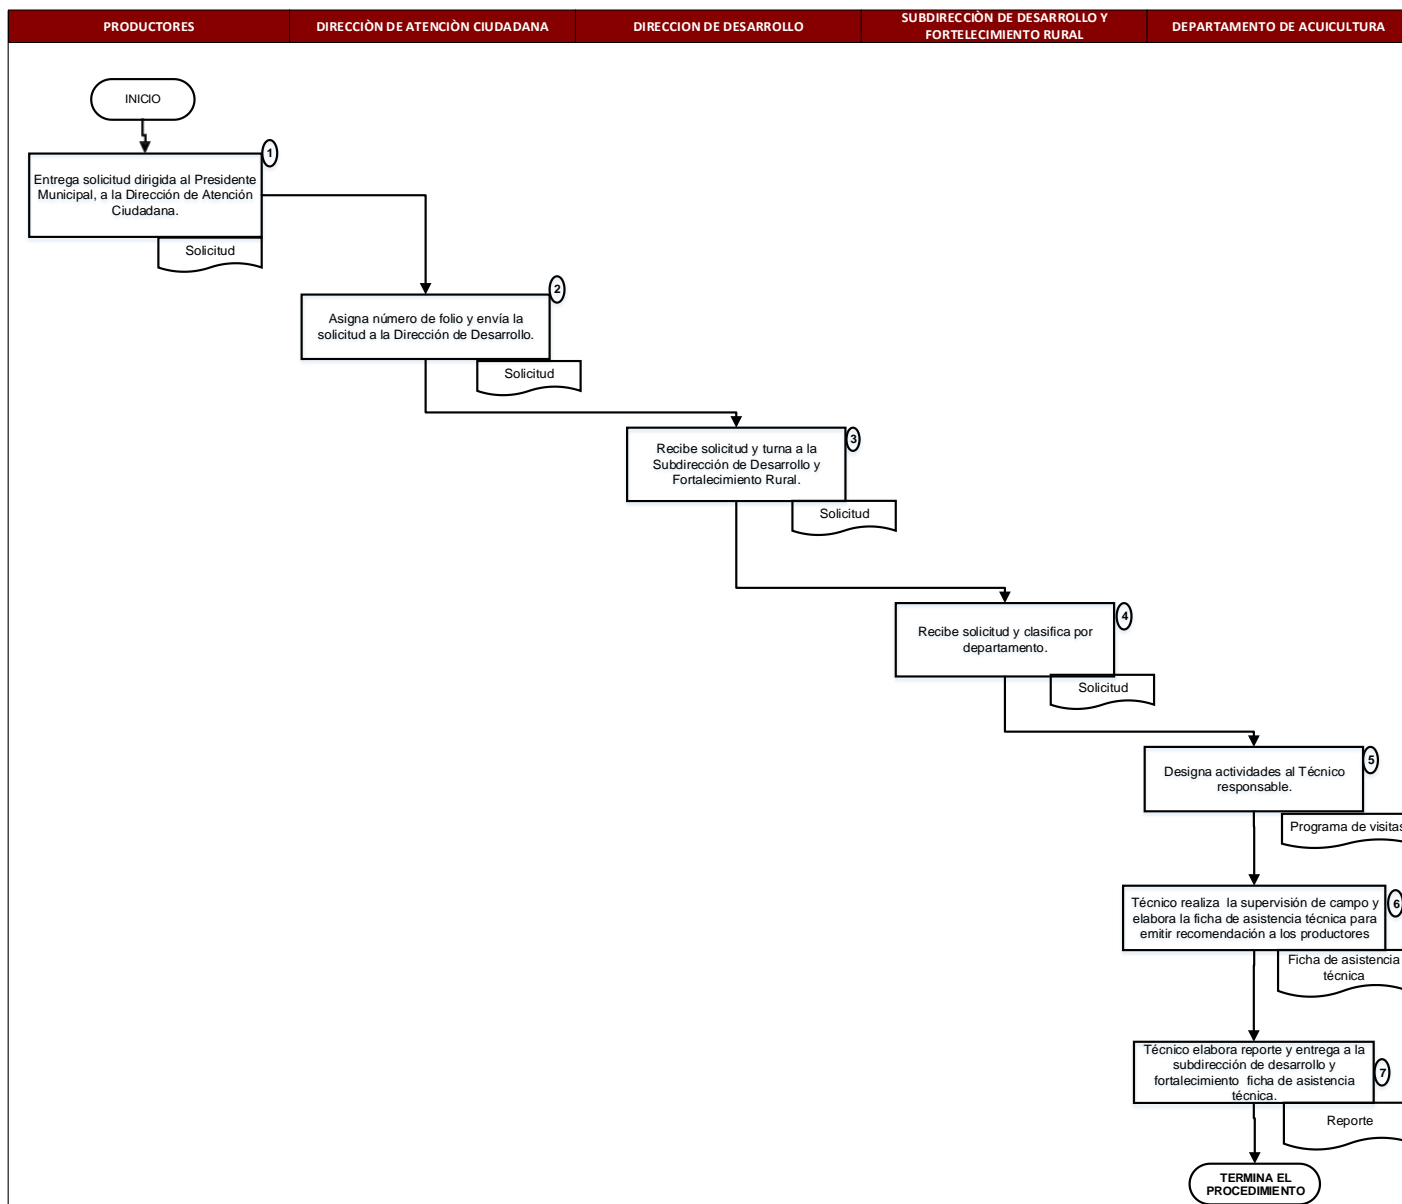 PRODUCTORES
DIRECCIÒN DE ATENCIÒN CIUDADANA
DIRECCION DE DESARROLLO
SUBDIRECCIÒN DE DESARROLLO Y
FORTELECIMIENTO RURAL
DEPARTAMENTO DE ACUICULTURA
INICIO
1
Entrega solicitud dirigida al Presidente
Municipal, a la Dirección de Atención
Ciudadana.
Solicitud
2
Asigna número de folio y envía la
solicitud a la Dirección de Desarrollo.
Solicitud
3
Recibe solicitud y turna a la
Subdirección de Desarrollo y
Fortalecimiento Rural.
Solicitud
4
Recibe solicitud y clasifica por
departamento.
Solicitud
5
Designa actividades al Técnico
responsable.
Programa de visitas
6
Técnico realiza la supervisión de campo y
elabora la ficha de asistencia técnica para
emitir recomendación a los productores
Ficha de asistencia
técnica
7
Técnico elabora reporte y entrega a la
subdirección de desarrollo y
fortalecimiento ficha de asistencia
técnica.
Reporte
TERMINA EL
PROCEDIMIENTO